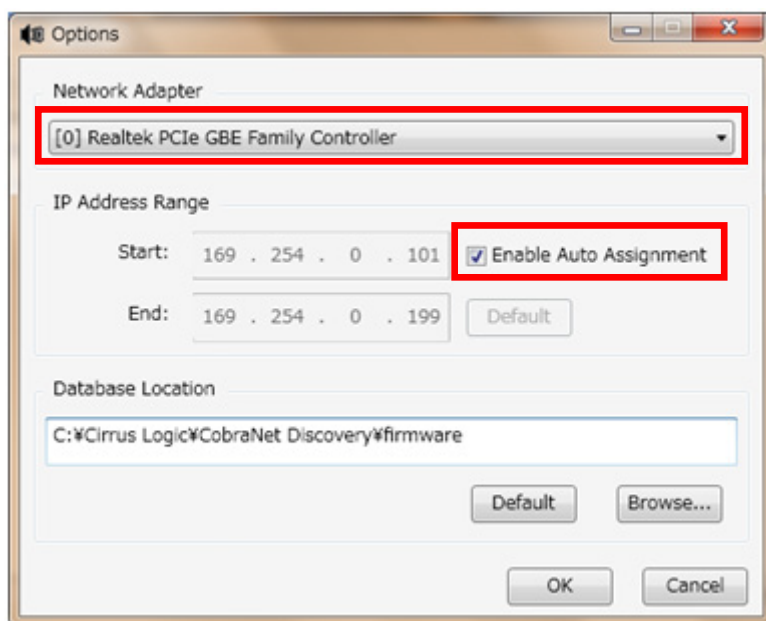 Options
Network Adapter
[0] Realtek PCIe GBE Family Controller
IP Address Range
Start: 169 . 254 . 0 . 101 Enable Auto Assignment
End: 169 . 254 . 0 . 199 Default
Database Location
C:¥Cirrus Logic¥CobraNet Discovery¥firmware
Default Browse...
OK Cancel